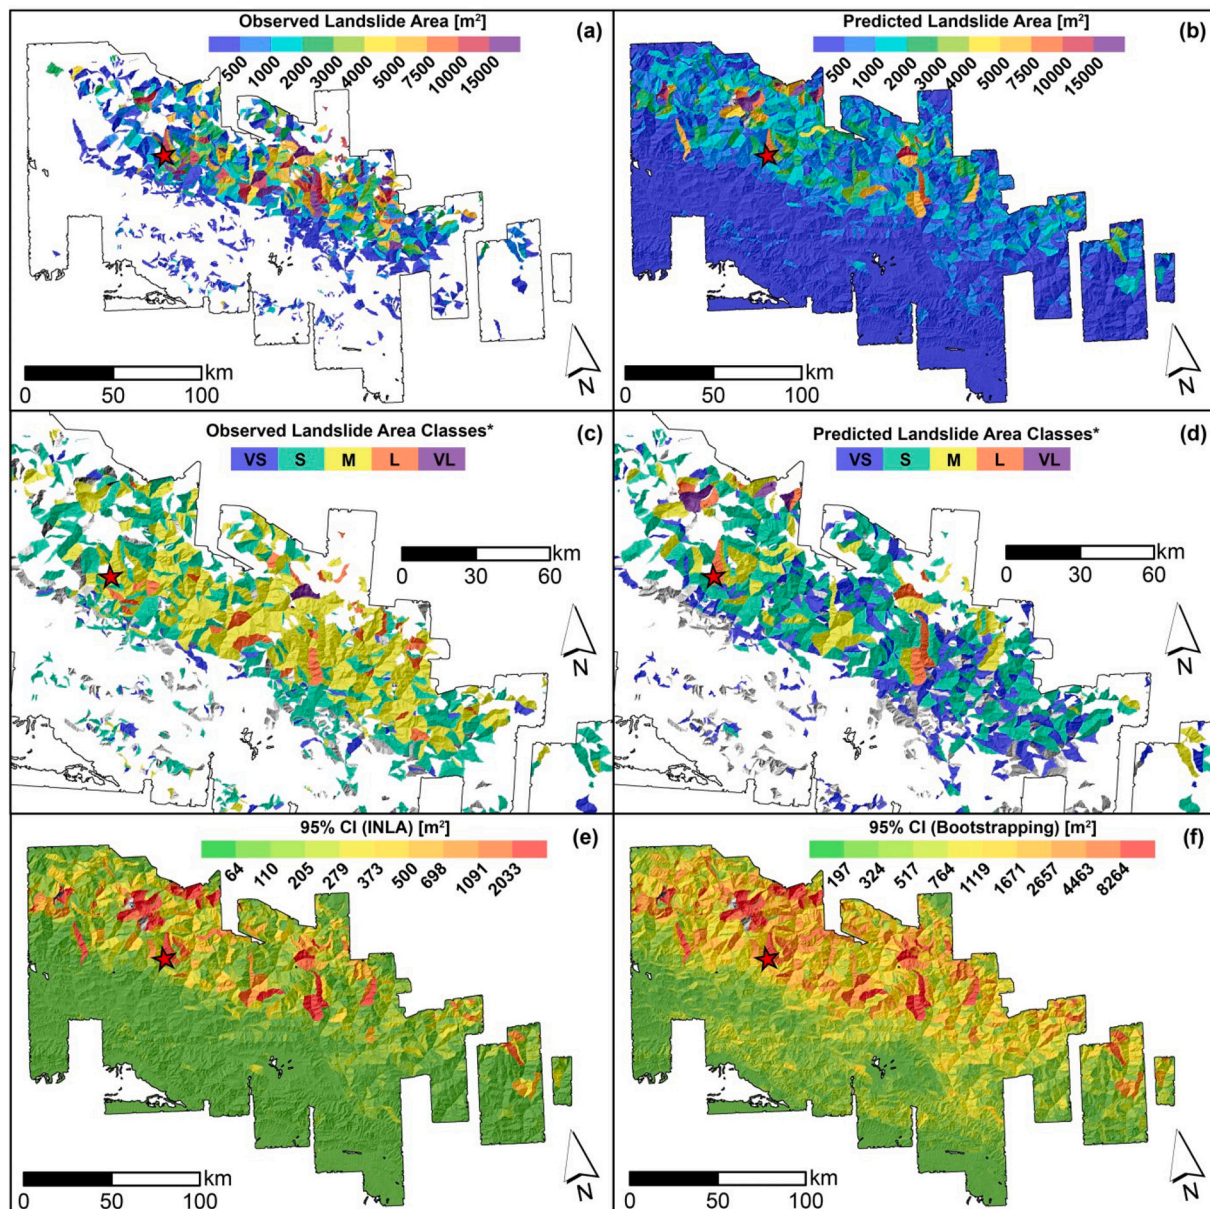 Observed Landslide Area [m²]
(a)
500 1000 2000 3000 4000 5000 7500 10000 15000
km
0 50 100
N
Predicted Landslide Area [m²]
(b)
500 1000 2000 3000 4000 5000 7500 10000 15000
km
0 50 100
N
Observed Landslide Area Classes*
(c)
VS S M L VL
km
0 30 60
N
Predicted Landslide Area Classes*
(d)
VS S M L VL
km
0 30 60
N
95% CI (INLA) [m²]
(e)
64 110 205 279 373 500 698 1091 2033
km
0 50 100
N
95% CI (Bootstrapping) [m²]
(f)
197 324 517 764 1119 1671 2657 4463 8264
km
0 50 100
N